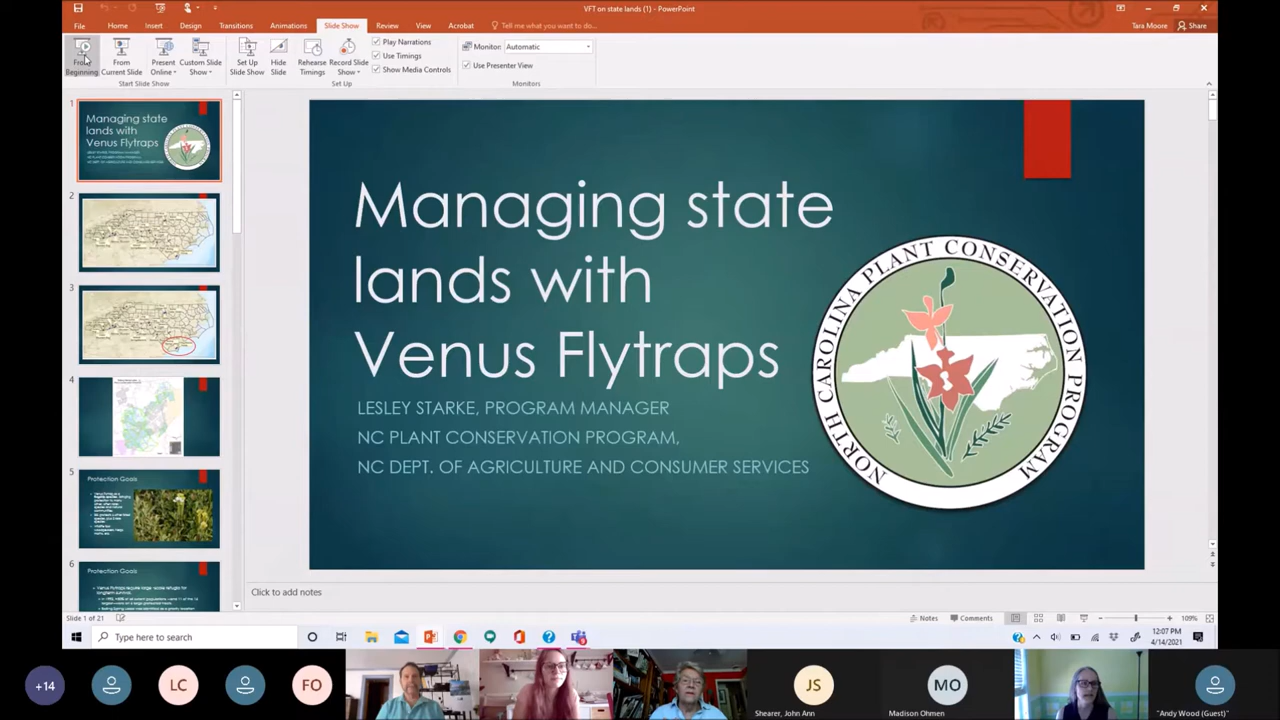 VFT on state lands (1) - PowerPoint
File Home Insert Design Transitions Animations Slide Show Review View Acrobat Tell me what you want to do...
Tara Moore Share
From Beginning
From Current Slide
Present Online
Custom Slide Show
Set Up Slide Show
Hide Slide
Rehearse Timings
Record Slide Show
Play Narrations
Use Timings
Show Media Controls
Monitor: Automatic
Use Presenter View
Start Slide Show
Set Up
Monitors
1
Managing state
lands with
Venus Flytraps
2
3
4
5
Protection Goals
6
Protection Goals
Managing state
lands with
Venus Flytraps
LESLEY STARKE, PROGRAM MANAGER
NC PLANT CONSERVATION PROGRAM,
NC DEPT. OF AGRICULTURE AND CONSUMER SERVICES
NORTH CAROLINA PLANT CONSERVATION PROGRAM
Click to add notes
Slide 1 of 21
Notes Comments
109%
Type here to search
12:07 PM
4/14/2021
+14
LC
FO
JS
Shearer, John Ann
MO
Madison Ohmen
"Andy Wood (Guest)"